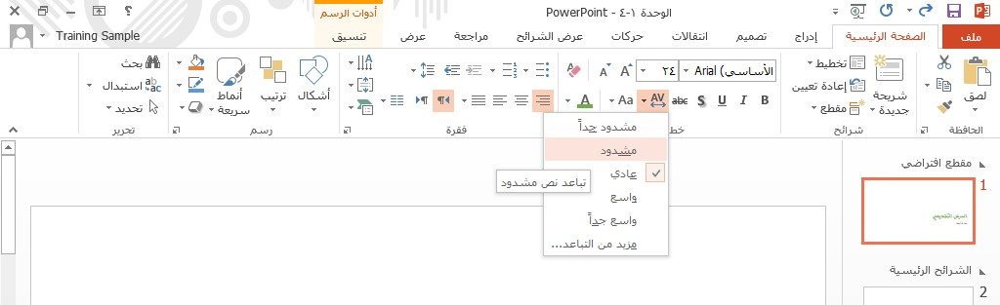 الوحدة ١-٤ - PowerPoint
أدوات الرسم
ملف
الصفحة الرئيسية
إدراج
تصميم
انتقالات
حركات
عرض الشرائح
مراجعة
عرض
تنسيق
Training Sample
لصق
الحافظة
شريحة جديدة
تخطيط
إعادة تعيين
مقطع
شرائح
Arial (الأساسي)
٢٤
B I U S abc AV Aa A
خط
فقرة
أشكال
ترتيب
أنماط سريعة
رسم
بحث
استبدال
تحديد
تحرير
مشدود جداً
مشدود
عادي
واسع
واسع جداً
مزيد من التباعد...
تباعد نص مشدود
مقطع افتراضي
1
الشرائح الرئيسية
2